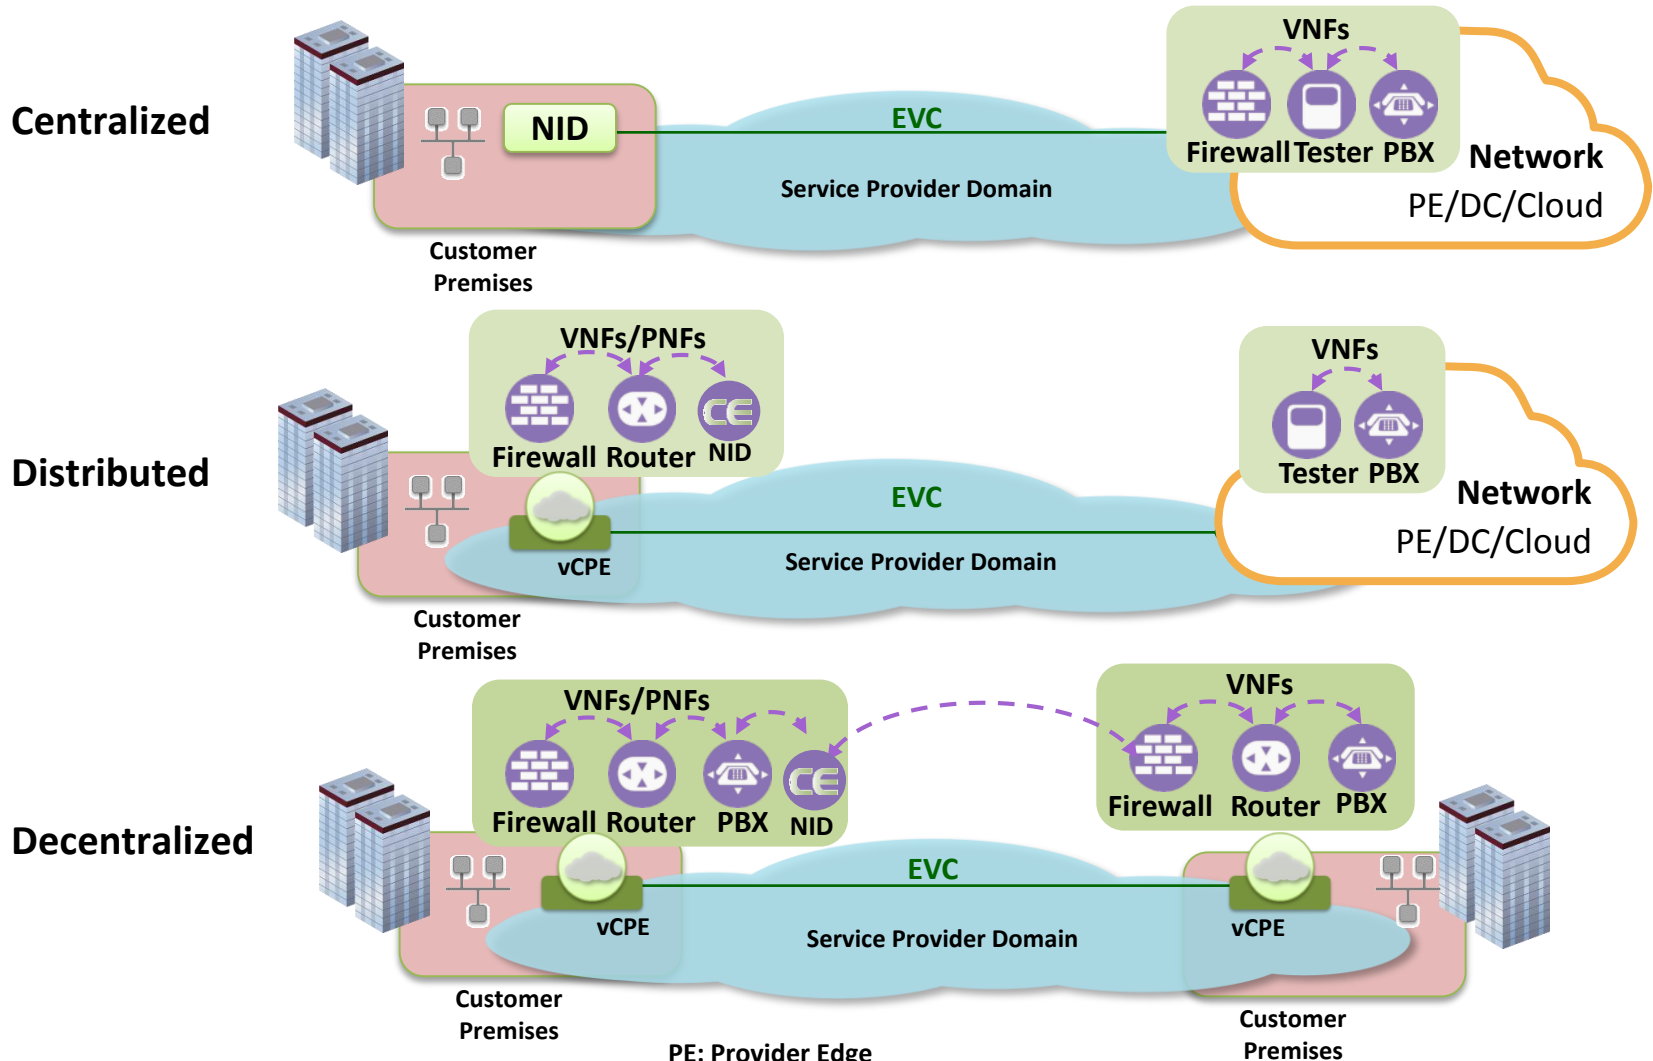 Centralized
NID
EVC
Service Provider Domain
VNFs
Firewall Tester PBX
Network
PE/DC/Cloud
Customer
Premises
Distributed
VNFs/PNFs
CE
Firewall Router NID
vCPE
EVC
Service Provider Domain
VNFs
Tester PBX
Network
PE/DC/Cloud
Customer
Premises
Decentralized
VNFs/PNFs
CE
Firewall Router PBX NID
vCPE
EVC
Service Provider Domain
VNFs
Firewall Router PBX
vCPE
Customer
Premises
Customer
Premises
PE: Provider Edge